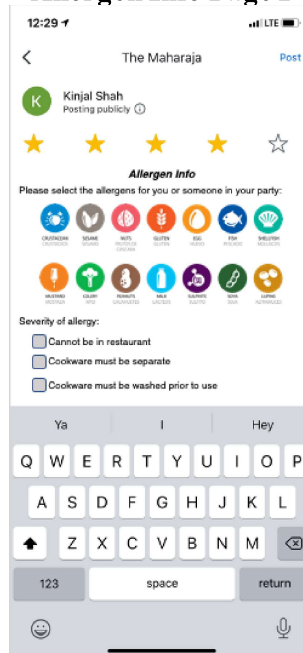 12:29
LTE
The Maharaja
Post
K
Kinjal Shah
Posting publicly
Allergen Info
Please select the allergens for you or someone in your party:
CRUSTACEAN SESAME NUTS GLUTEN EGG FISH SHELLFISH
MUSTARD CELERY PEANUTS MILK SULPHITE SOYA LUPINS
Severity of allergy:
Cannot be in restaurant
Cookware must be separate
Cookware must be washed prior to use
Ya I Hey
Q W E R T Y U I O P
A S D F G H J K L
Z X C V B N M
123 space return